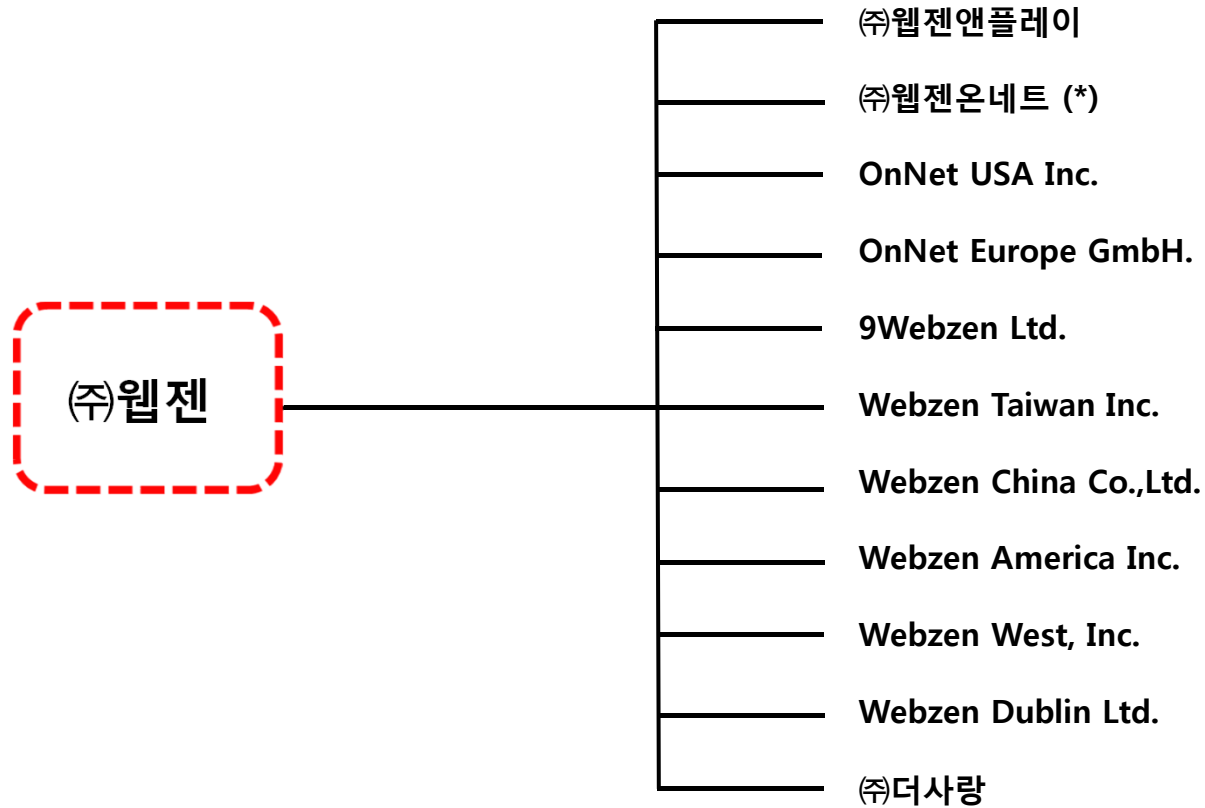 ㈜웹젠
㈜웹젠앤플레이
㈜웹젠온네트 (*)
OnNet USA Inc.
OnNet Europe GmbH.
9Webzen Ltd.
Webzen Taiwan Inc.
Webzen China Co.,Ltd.
Webzen America Inc.
Webzen West, Inc.
Webzen Dublin Ltd.
㈜더사랑